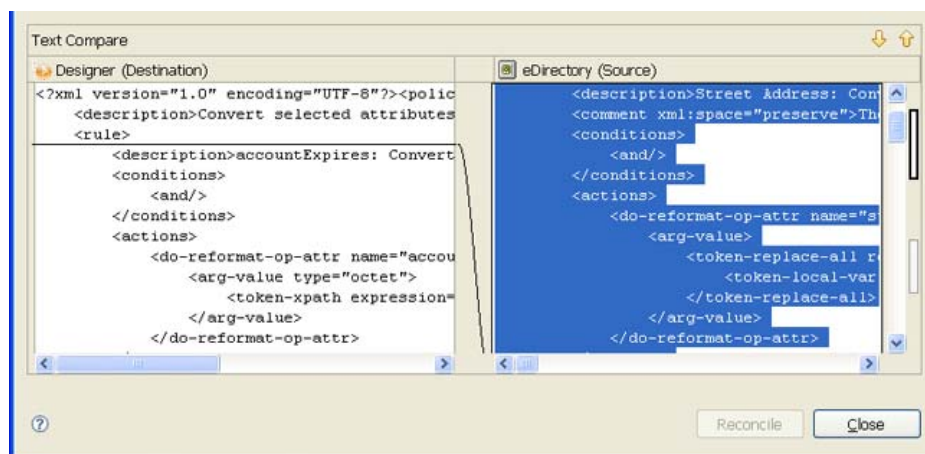 Text Compare
Designer (Destination)
<?xml version="1.0" encoding="UTF-8"?><polic
<description>Convert selected attributes
<rule>
<description>accountExpires: Convert
<conditions>
<and/>
</conditions>
<actions>
<do-reformat-op-attr name="accou
<arg-value type="octet">
<token-xpath expression=
</arg-value>
</do-reformat-op-attr>
eDirectory (Source)
<description>Street Address: Con
<comment xml:space="preserve">Th
<conditions>
<and/>
</conditions>
<actions>
<do-reformat-op-attr name="s
<arg-value>
<token-replace-all r
<token-local-var
</token-replace-all>
</arg-value>
</do-reformat-op-attr>
Reconcile
Close